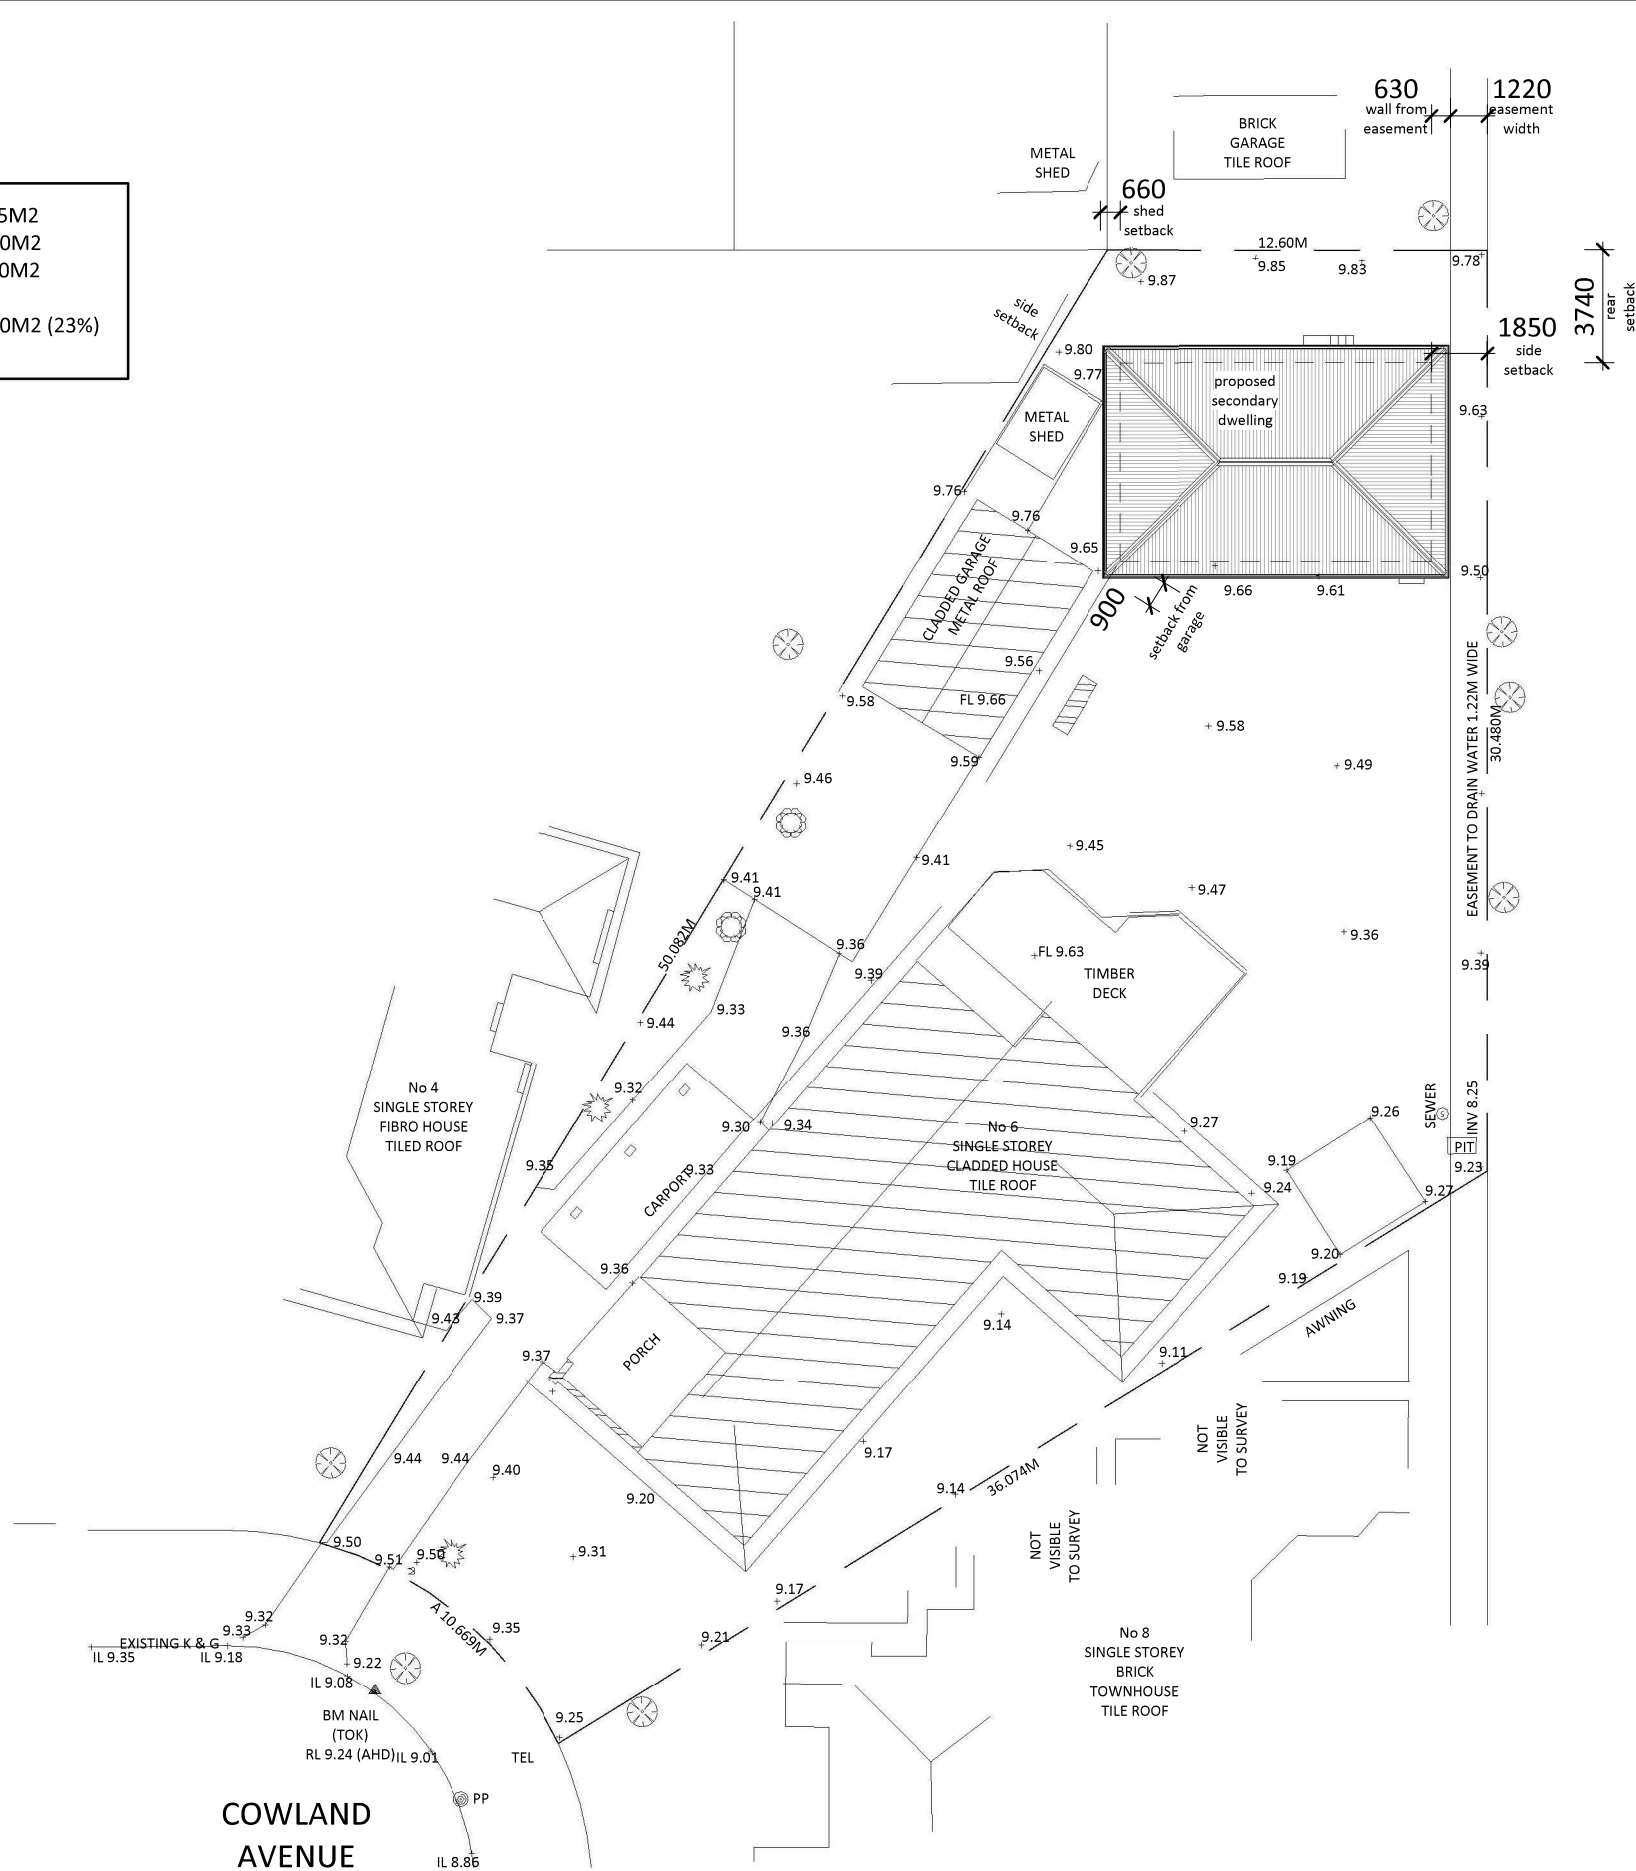 5M2
0M2
0M2
0M2 (23%)
630
wall from
easement
1220
easement
width
BRICK
GARAGE
TILE ROOF
METAL
SHED
660
shed
setback
12.60M
9.87
9.85
9.83
9.78
3740
rear
setback
side
setback
1850
side
setback
9.80
9.77
proposed
secondary
dwelling
METAL
SHED
9.63
9.76
9.76
9.65
9.50
CLADDED GARAGE
METAL ROOF
900
setback from
garage
9.66
9.61
9.56
FL 9.66
9.58
9.59
9.58
9.49
9.46
EASEMENT TO DRAIN WATER 1.22M WIDE
30.480M
9.45
9.41
9.47
9.41
9.41
9.36
9.36
50.082M
9.39
FL 9.63
TIMBER
DECK
9.39
9.33
9.44
9.36
9.32
No 4
SINGLE STOREY
FIBRO HOUSE
TILED ROOF
9.30
9.34
No 6
SINGLE STOREY
CLADDED HOUSE
TILE ROOF
9.27
9.26
SEWER
S
INV 8.25
PIT
9.23
9.35
9.33
CARPORT
9.19
9.24
9.27
9.20
9.19
9.36
9.39
9.43
9.37
9.14
AWNING
PORCH
9.37
9.11
NOT
VISIBLE
TO SURVEY
9.44
9.44
9.40
9.17
9.20
9.14
36.074M
NOT
VISIBLE
TO SURVEY
9.50
9.51
9.50
9.31
9.17
9.32
9.33
A 10.669M
9.35
EXISTING K & G
9.32
9.21
IL 9.35
IL 9.18
9.22
IL 9.08
No 8
SINGLE STOREY
BRICK
TOWNHOUSE
TILE ROOF
BM NAIL
(TOK)
RL 9.24 (AHD)
IL 9.01
9.25
TEL
PP
COWLAND
AVENUE
IL 8.86